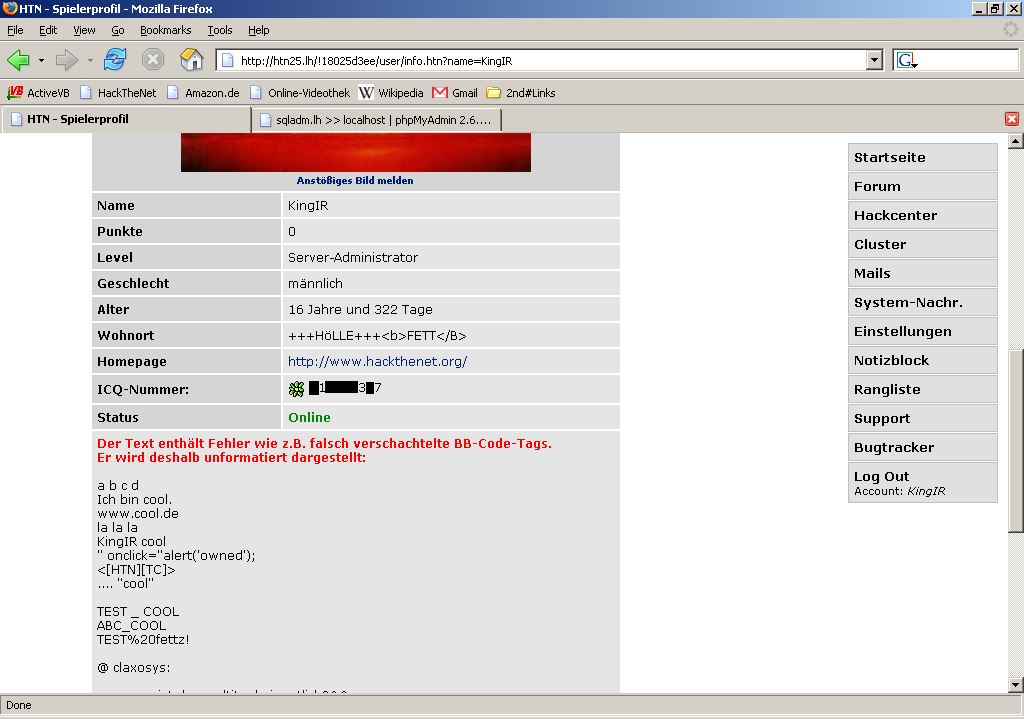 HTN - Spielerprofil - Mozilla Firefox
File Edit View Go Bookmarks Tools Help
http://htn25.lh/!18025d3ee/user/info.htn?name=KingIR
G
ActiveVB HackTheNet Amazon.de Online-Videothek W Wikipedia Gmail 2nd#Links
HTN - Spielerprofil sqladm.lh >> localhost | phpMyAdmin 2.6....
Anstößiges Bild melden
Name KingIR
Punkte 0
Level Server-Administrator
Geschlecht männlich
Alter 16 Jahre und 322 Tage
Wohnort +++HöLLE+++<b>FETT</B>
Homepage http://www.hackthenet.org/
ICQ-Nummer: 1 3 7
Status Online
Der Text enthält Fehler wie z.B. falsch verschachtelte BB-Code-Tags.
Er wird deshalb unformatiert dargestellt:
a b c d
Ich bin cool.
www.cool.de
la la la
KingIR cool
" onclick="alert('owned');
<[HTN][TC]>
.... "cool"
TEST _ COOL
ABC_COOL
TEST%20fettz!
@ claxosys:
Startseite
Forum
Hackcenter
Cluster
Mails
System-Nachr.
Einstellungen
Notizblock
Rangliste
Support
Bugtracker
Log Out
Account: KingIR
Done